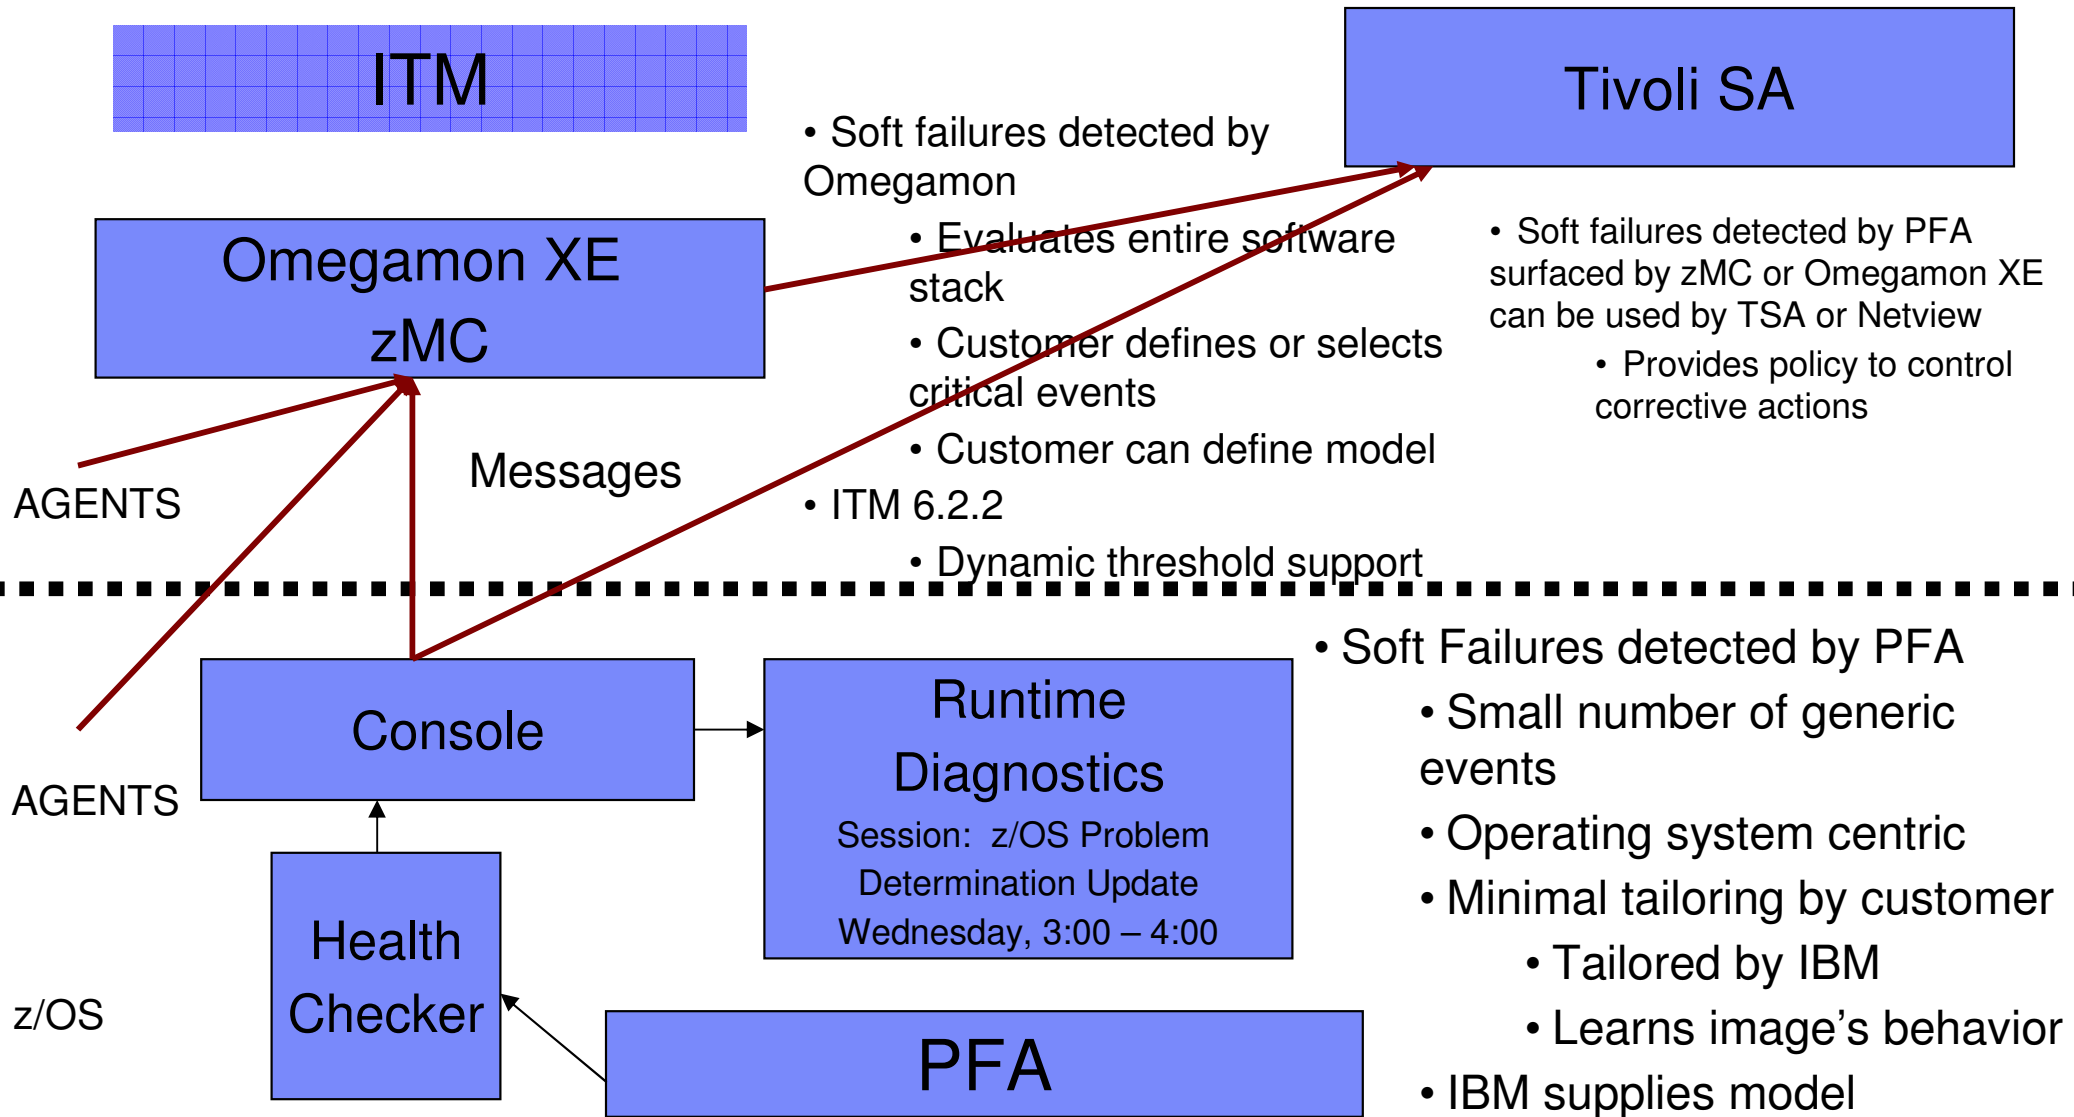 ITM
Tivoli SA
• Soft failures detected by
Omegamon
• Evaluates entire software
stack
• Customer defines or selects
critical events
• Customer can define model
• ITM 6.2.2
• Dynamic threshold support
Omegamon XE
zMC
• Soft failures detected by PFA
surfaced by zMC or Omegamon XE
can be used by TSA or Netview
• Provides policy to control
corrective actions
Messages
AGENTS
Console
Runtime
Diagnostics
Session: z/OS Problem
Determination Update
Wednesday, 3:00 – 4:00
• Soft Failures detected by PFA
• Small number of generic
events
• Operating system centric
• Minimal tailoring by customer
• Tailored by IBM
• Learns image's behavior
• IBM supplies model
AGENTS
Health
Checker
z/OS
PFA